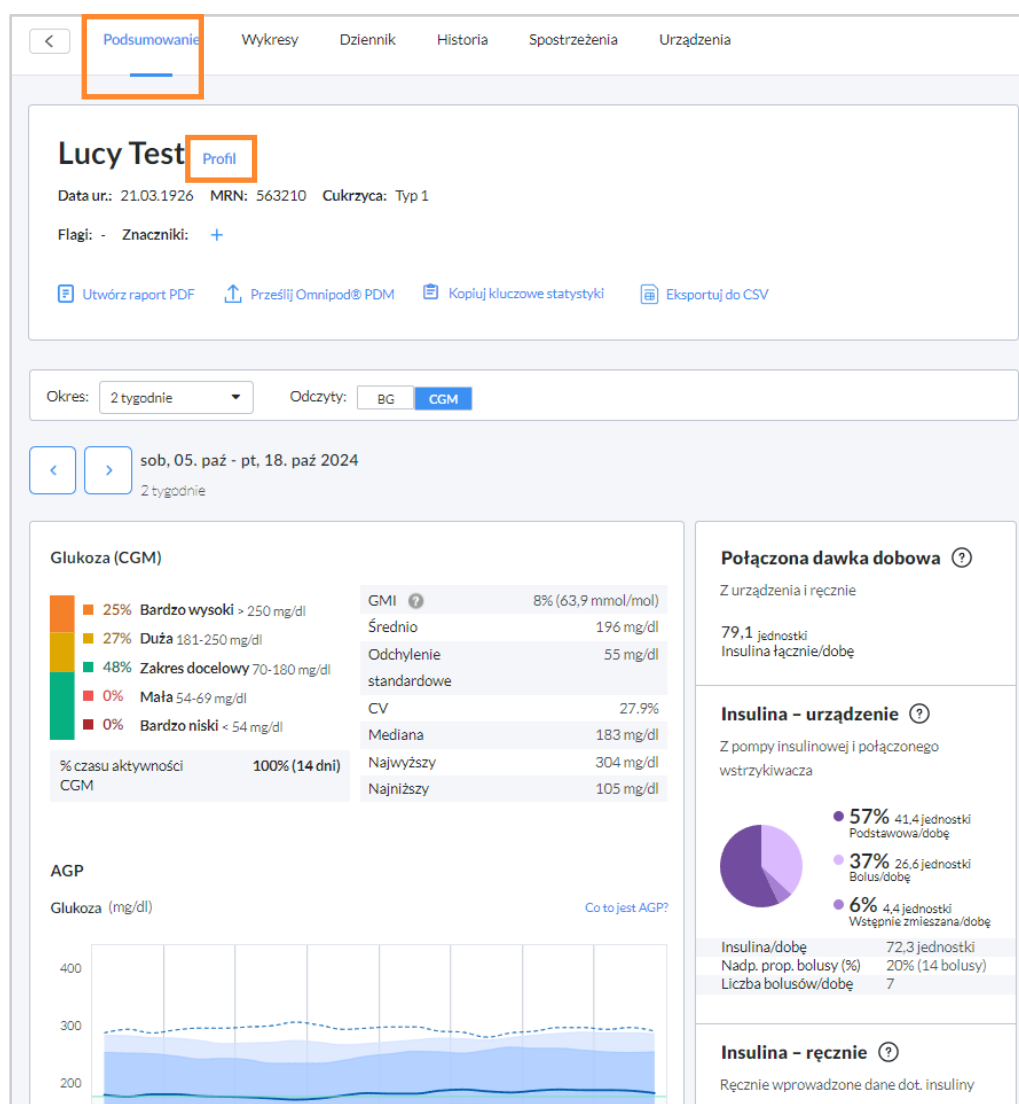 Podsumowanie Wykresy Dziennik Historia Spostrzeżenia Urządzenia
Lucy Test Profil
Data ur.: 21.03.1926 MRN: 563210 Cukrzyca: Typ 1
Flagi: - Znaczniki: +
Utwórz raport PDF Prześlij Omnipod® PDM Kopiuj kluczowe statystyki Eksportuj do CSV
Okres: 2 tygodnie Odczyty: BG CGM
sob, 05. paź - pt, 18. paź 2024
2 tygodnie
Glukoza (CGM)
25% Bardzo wysoki > 250 mg/dl
27% Duża 181-250 mg/dl
48% Zakres docelowy 70-180 mg/dl
0% Mała 54-69 mg/dl
0% Bardzo niski < 54 mg/dl
% czasu aktywności CGM 100% (14 dni)
GMI ? 8% (63,9 mmol/mol)
Średnio 196 mg/dl
Odchylenie standardowe 55 mg/dl
CV 27.9%
Mediana 183 mg/dl
Najwyższy 304 mg/dl
Najniższy 105 mg/dl
AGP
Glukoza (mg/dl) Co to jest AGP?
400
300
200
Połączona dawka dobowa ?
Z urządzenia i ręcznie
79,1 jednostki
Insulina łącznie/dobę
Insulina – urządzenie ?
Z pompy insulinowej i połączonego
wstrzykiwacza
57% 41,4 jednostki
Podstawowa/dobę
37% 26,6 jednostki
Bolus/dobę
6% 4,4 jednostki
Wstępnie zmieszana/dobę
Insulina/dobę 72,3 jednostki
Nadp. prop. bolusy (%) 20% (14 bolusy)
Liczba bolusów/dobę 7
Insulina – ręcznie ?
Ręcznie wprowadzone dane dot. insuliny